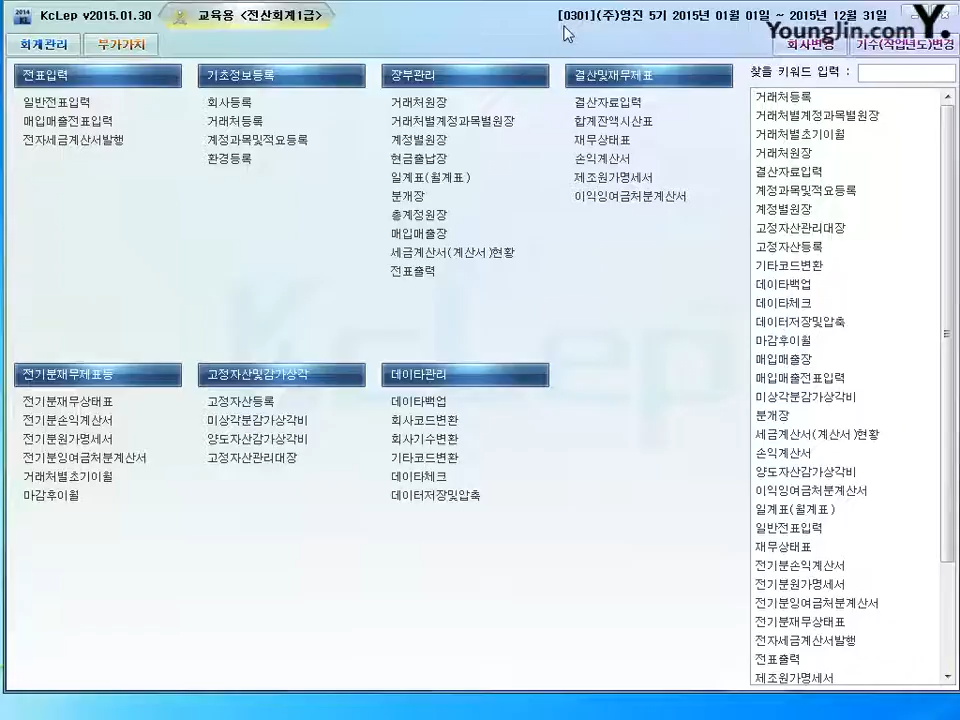 KcLep v2015.01.30
교육용 <전산회계1급>
[0301](주)영진 5기 2015년 01월 01일 ~ 2015년 12월 31일
YoungJin.com Y.
회계관리
부가가치
회사변경
기수(작업년도)변경
전표입력
일반전표입력
매입매출전표입력
전자세금계산서발행
기초정보등록
회사등록
거래처등록
계정과목및적요등록
환경등록
장부관리
거래처원장
거래처별계정과목별원장
계정별원장
현금출납장
일계표(월계표)
분개장
총계정원장
매입매출장
세금계산서(계산서)현황
전표출력
결산및재무제표
결산자료입력
합계잔액시산표
재무상태표
손익계산서
제조원가명세서
이익잉여금처분계산서
전기분재무제표등
전기분재무상태표
전기분손익계산서
전기분원가명세서
전기분잉여금처분계산서
거래처별초기이월
마감후이월
고정자산및감가상각
고정자산등록
미상각분감가상각비
양도자산감가상각비
고정자산관리대장
데이타관리
데이타백업
회사코드변환
회사기수변환
기타코드변환
데이타체크
데이터저장및압축
KcLep
찾을 키워드 입력 :
거래처등록
거래처별계정과목별원장
거래처별초기이월
거래처원장
결산자료입력
계정과목및적요등록
계정별원장
고정자산관리대장
고정자산등록
기타코드변환
데이타백업
데이타체크
데이터저장및압축
마감후이월
매입매출장
매입매출전표입력
미상각분감가상각비
분개장
세금계산서(계산서)현황
손익계산서
양도자산감가상각비
이익잉여금처분계산서
일계표(월계표)
일반전표입력
재무상태표
전기분손익계산서
전기분원가명세서
전기분잉여금처분계산서
전기분재무상태표
전자세금계산서발행
전표출력
제조원가명세서